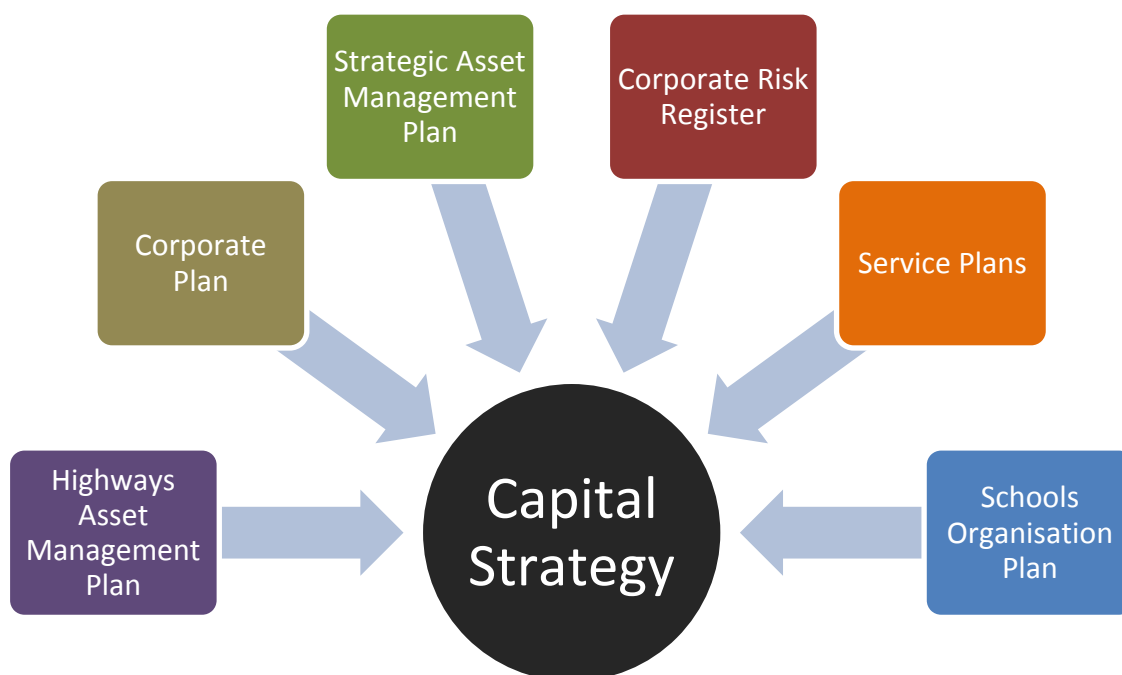 Strategic Asset
Management
Plan
Corporate Risk
Register
Corporate
Plan
Service Plans
Highways
Asset
Management
Plan
Capital
Strategy
Schools
Organisation
Plan